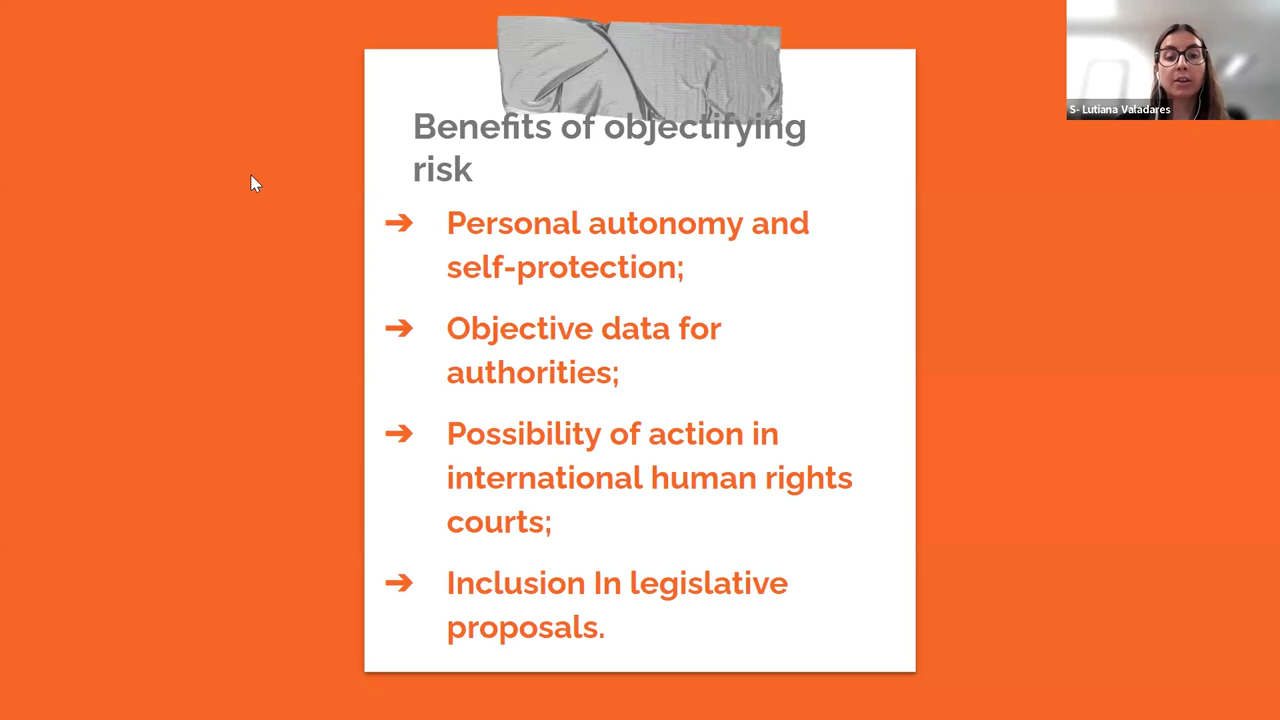 Benefits of objectifying
risk
➔ Personal autonomy and
self-protection;
➔ Objective data for
authorities;
➔ Possibility of action in
international human rights
courts;
➔ Inclusion In legislative
proposals.
S- Lutiana Valadares